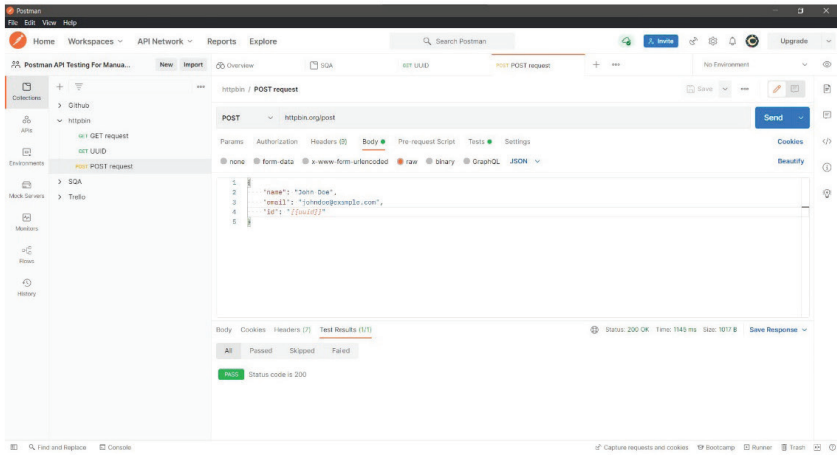 Postman
File Edit View Help
Home Workspaces API Network Reports Explore Search Postman Invite Upgrade
Postman API Testing For Manua... New Import Overview SQA GET UUID POST POST request No Environment
Collections
APIs
Environments
Mock Servers
Monitors
Flows
History
Github
httpbin
GET GET request
GET UUID
POST POST request
SQA
Trello
httpbin / POST request Save
POST httpbin.org/post Send
Params Authorization Headers (9) Body Pre-request Script Tests Settings Cookies
none form-data x-www-form-urlencoded raw binary GraphQL JSON Beautify
1 {
2 "name": "John Doe",
3 "email": "johndoe@example.com",
4 "id": "{{uuid}}"
5 }
Body Cookies Headers (7) Test Results (1/1) Status: 200 OK Time: 1145 ms Size: 1017 B Save Response
All Passed Skipped Failed
PASS Status code is 200
Find and Replace Console Capture requests and cookies Bootcamp Runner Trash